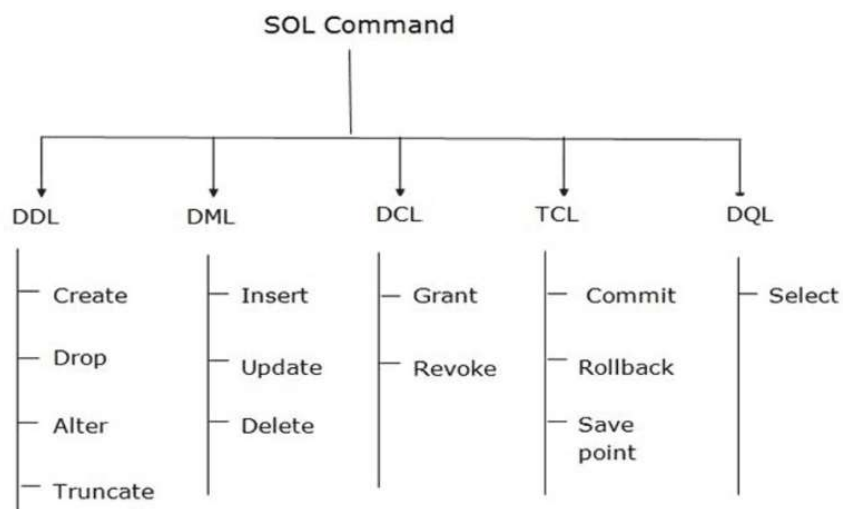 SOL Command
DDL
DML
DCL
TCL
DQL
Create
Drop
Alter
Truncate
Insert
Update
Delete
Grant
Revoke
Commit
Rollback
Save
point
Select